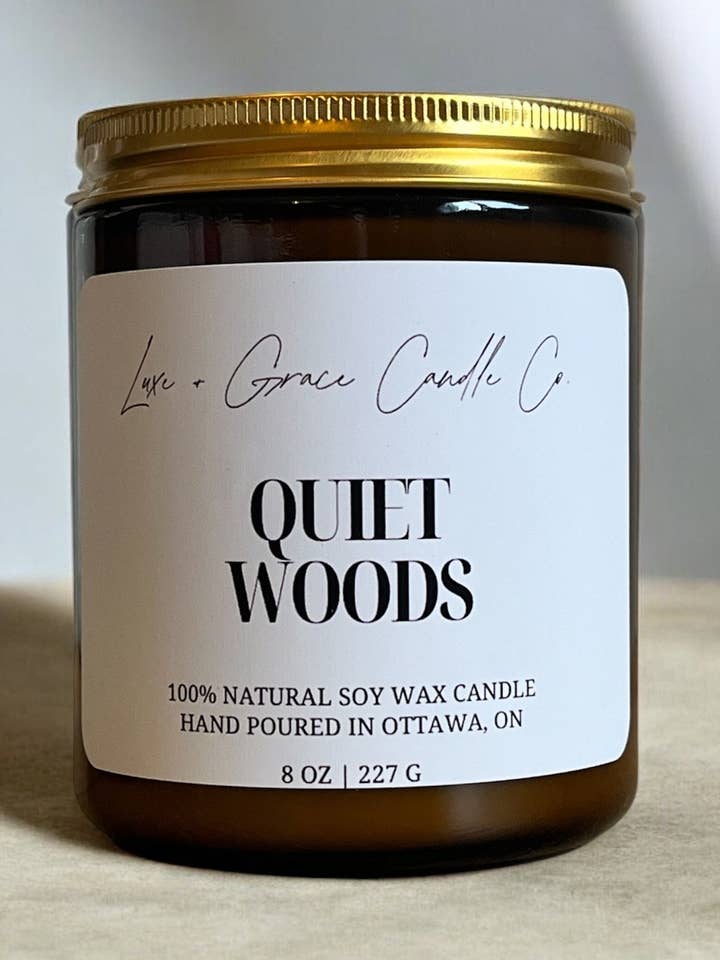 Luxe + Grace Candle Co.
QUIET
WOODS
100% NATURAL SOY WAX CANDLE
HAND POURED IN OTTAWA, ON
8 OZ | 227 G